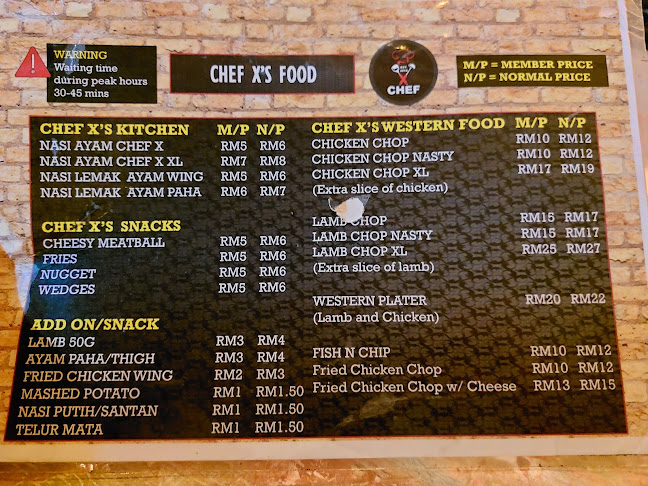 WARNING
Waiting time
during peak hours
30-45 mins
CHEF X'S FOOD
X
CHEF
M/P = MEMBER PRICE
N/P = NORMAL PRICE
CHEF X'S KITCHEN M/P N/P
NASI AYAM CHEF X RM5 RM6
NASI AYAM CHEF X XL RM7 RM8
NASI LEMAK AYAM WING RM5 RM6
NASI LEMAK AYAM PAHA RM6 RM7
CHEF X'S SNACKS
CHEESY MEATBALL RM5 RM6
FRIES RM5 RM6
NUGGET RM5 RM6
WEDGES RM5 RM6
ADD ON/SNACK
LAMB 50G RM3 RM4
AYAM PAHA/THIGH RM3 RM4
FRIED CHICKEN WING RM2 RM3
MASHED POTATO RM1 RM1.50
NASI PUTIH/SANTAN RM1 RM1.50
TELUR MATA RM1 RM1.50
CHEF X'S WESTERN FOOD M/P N/P
CHICKEN CHOP RM10 RM12
CHICKEN CHOP NASTY RM10 RM12
CHICKEN CHOP XL RM17 RM19
(Extra slice of chicken)
LAMB CHOP RM15 RM17
LAMB CHOP NASTY RM15 RM17
LAMB CHOP XL RM25 RM27
(Extra slice of lamb)
WESTERN PLATER RM20 RM22
(Lamb and Chicken)
FISH N CHIP RM10 RM12
Fried Chicken Chop RM10 RM12
Fried Chicken Chop w/ Cheese RM13 RM15